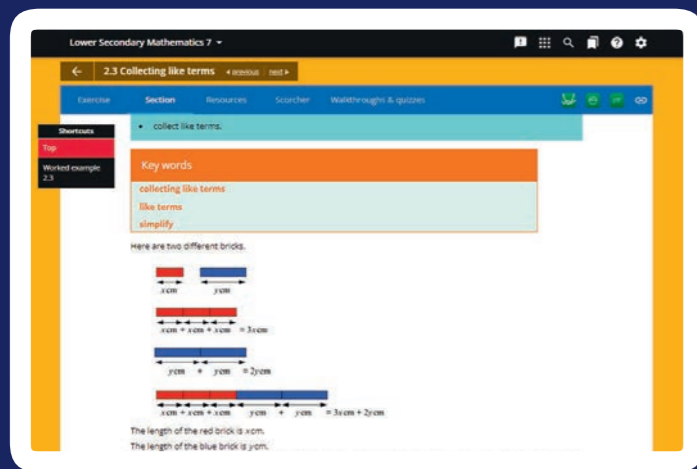 Lower Secondary Mathematics 7
2.3 Collecting like terms previous next
Exercise Section Resources Scorcher Walkthroughs & quizzes
Shortcuts
Top
Worked example
2.3
• collect like terms.
Key words
collecting like terms
like terms
simplify
Here are two different bricks.
x cm y cm
x cm + x cm + x cm = 3x cm
y cm + y cm = 2y cm
x cm + x cm + x cm y cm + y cm = 3x cm + 2y cm
The length of the red brick is x cm.
The length of the blue brick is y cm.